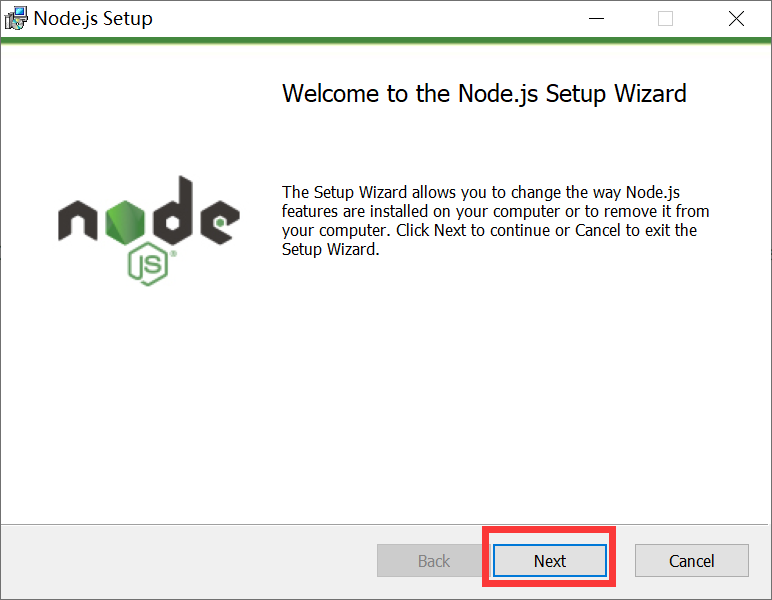 Node.js Setup
Welcome to the Node.js Setup Wizard
The Setup Wizard allows you to change the way Node.js
features are installed on your computer or to remove it from
your computer. Click Next to continue or Cancel to exit the
Setup Wizard.
node
JS®
Back
Next
Cancel